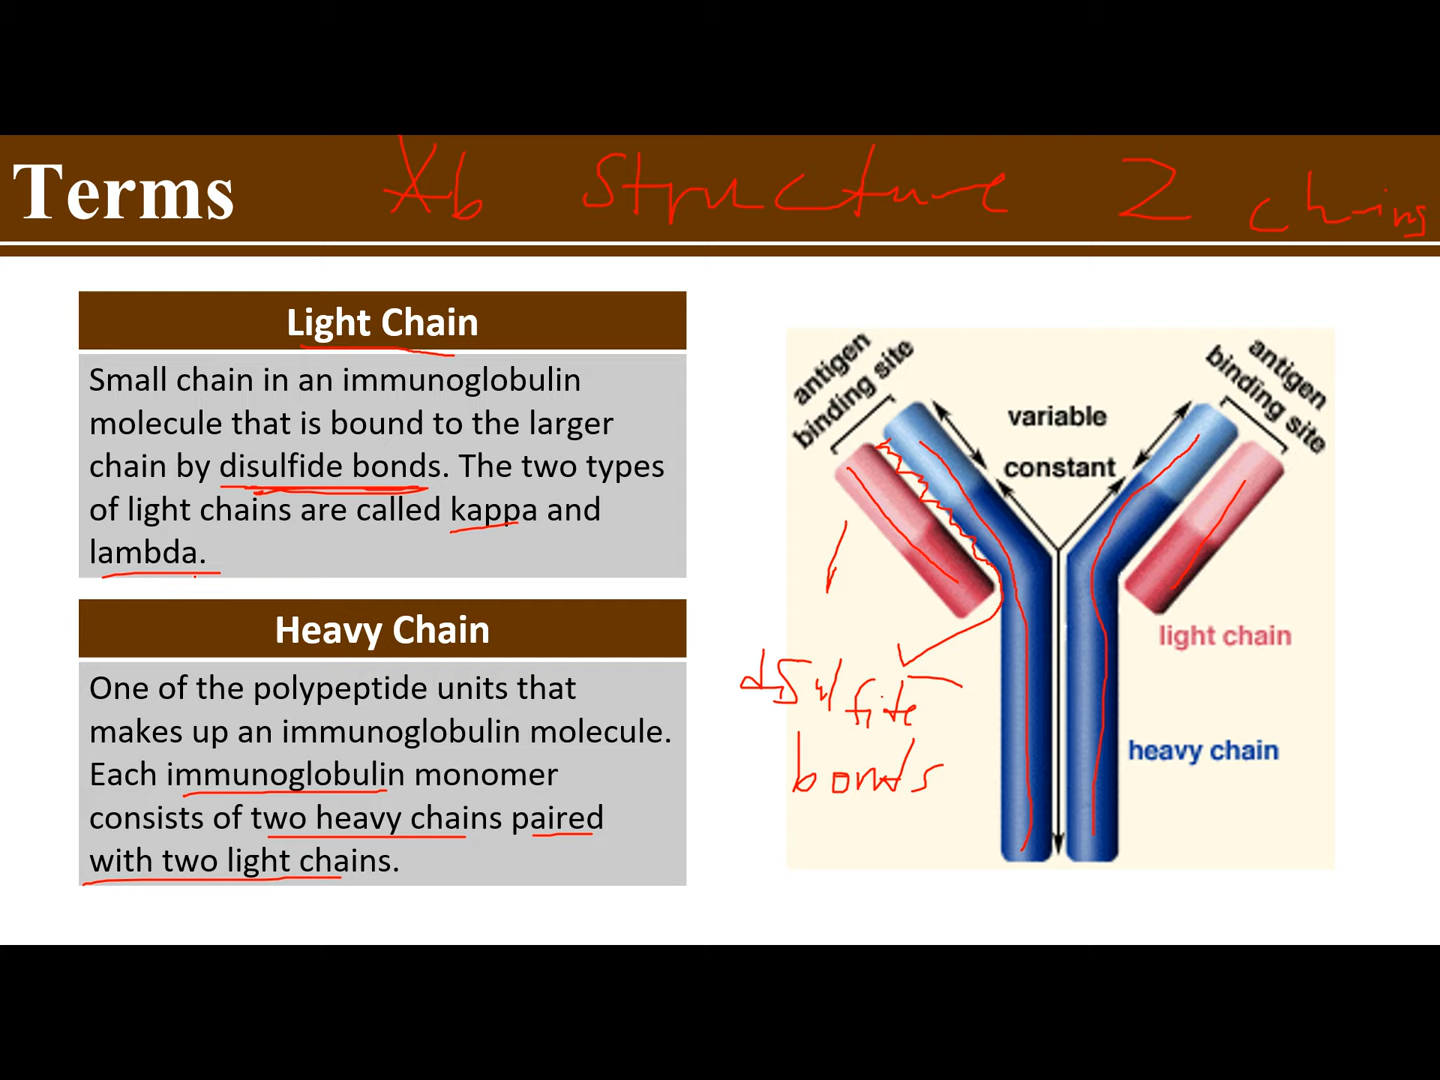 Terms
Ab structure 2 chains
Light Chain
Small chain in an immunoglobulin
molecule that is bound to the larger
chain by disulfide bonds. The two types
of light chains are called kappa and
lambda.
Heavy Chain
One of the polypeptide units that
makes up an immunoglobulin molecule.
Each immunoglobulin monomer
consists of two heavy chains paired
with two light chains.
antigen
binding site
antigen
binding site
variable
constant
light chain
heavy chain
disulfite
bonds